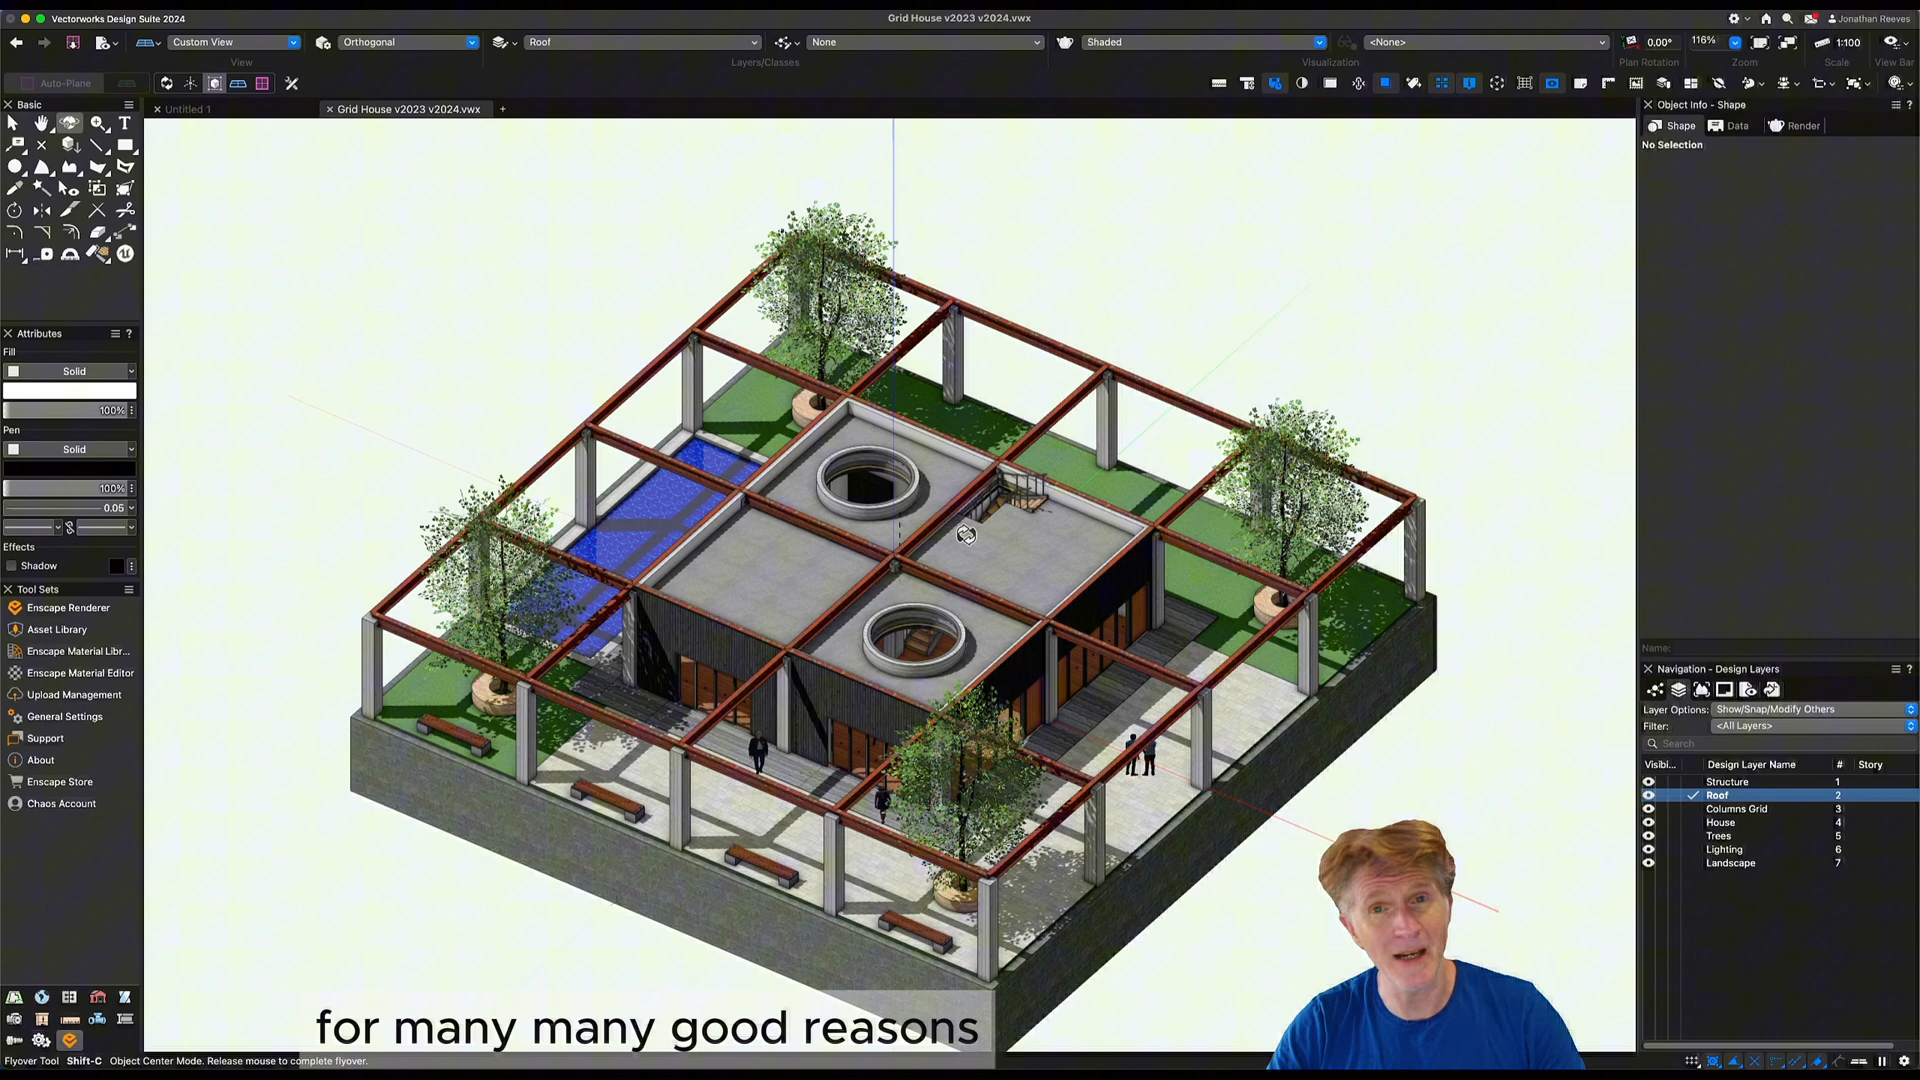 Vectorworks Design Suite 2024
Grid House v2023 v2024.vwx
Jonathan Reeves
Custom View
Orthogonal
Roof
None
Shaded
<None>
0.00°
116%
1:100
View
Layers/Classes
Visualization
Plan Rotation
Zoom
Scale
View Bar
Auto-Plane
Basic
Untitled 1
Grid House v2023 v2024.vwx
Object Info - Shape
Shape
Data
Render
No Selection
T
Attributes
Fill
Solid
100%
Pen
Solid
100%
0.05
Effects
Shadow
Tool Sets
Enscape Renderer
Asset Library
Enscape Material Libr...
Enscape Material Editor
Upload Management
General Settings
Support
About
Enscape Store
Chaos Account
Name:
Navigation - Design Layers
Layer Options:
Show/Snap/Modify Others
Filter:
<All Layers>
Search
Visibi...
Design Layer Name
#
Story
Structure 1
Roof 2
Columns Grid 3
House 4
Trees 5
Lighting 6
Landscape 7
for many many good reasons
Flyover Tool Shift-C Object Center Mode. Release mouse to complete flyover.